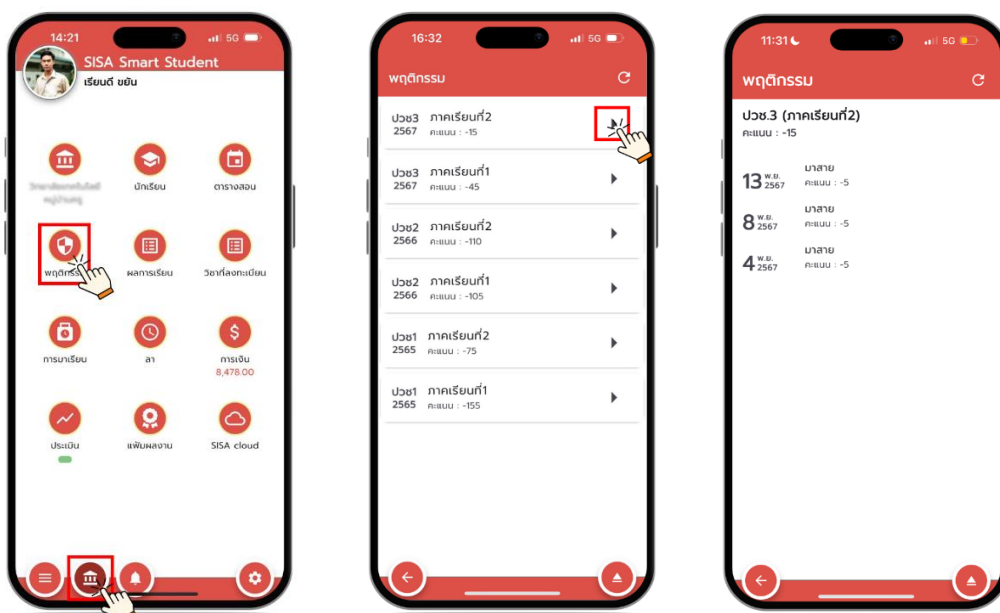 14:21
5G
SISA Smart Student
เรียนดี ขยัน
นักเรียน
ตารางสอน
พฤติกรรม
ผลการเรียน
วิชาที่ลงทะเบียน
การมาเรียน
ลา
การเงิน
8,478.00
ประเมิน
แฟ้มผลงาน
SISA cloud
16:32
5G
พฤติกรรม
ปวช3 ภาคเรียนที่2
2567 คะแนน : -15
ปวช3 ภาคเรียนที่1
2567 คะแนน : -45
ปวช2 ภาคเรียนที่2
2566 คะแนน : -110
ปวช2 ภาคเรียนที่1
2566 คะแนน : -105
ปวช1 ภาคเรียนที่2
2565 คะแนน : -75
ปวช1 ภาคเรียนที่1
2565 คะแนน : -155
11:31
5G
พฤติกรรม
ปวช.3 (ภาคเรียนที่2)
คะแนน : -15
มาสาย
13 พ.ย. 2567 คะแนน : -5
มาสาย
8 พ.ย. 2567 คะแนน : -5
มาสาย
4 พ.ย. 2567 คะแนน : -5